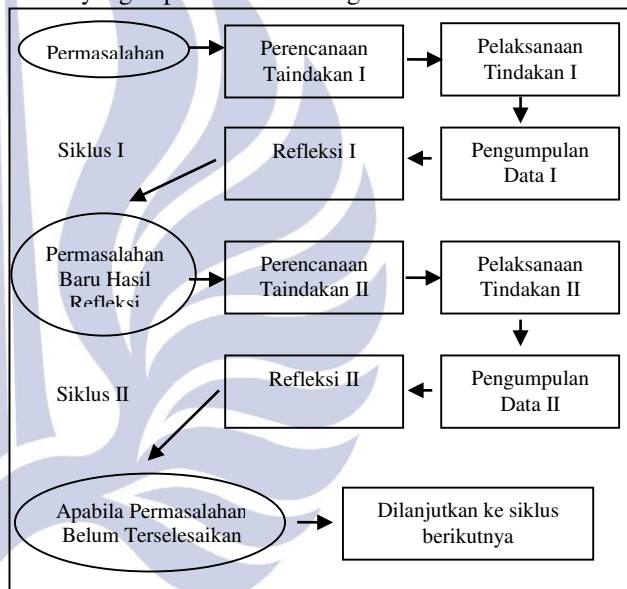 Permasalahan
Perencanaan
Taindakan I
Pelaksanaan
Tindakan I
Siklus I
Refleksi I
Pengumpulan
Data I
Permasalahan
Baru Hasil
Refleksi
Perencanaan
Taindakan II
Pelaksanaan
Tindakan II
Siklus II
Refleksi II
Pengumpulan
Data II
Apabila Permasalahan
Belum Terselesaikan
Dilanjutkan ke siklus
berikutnya